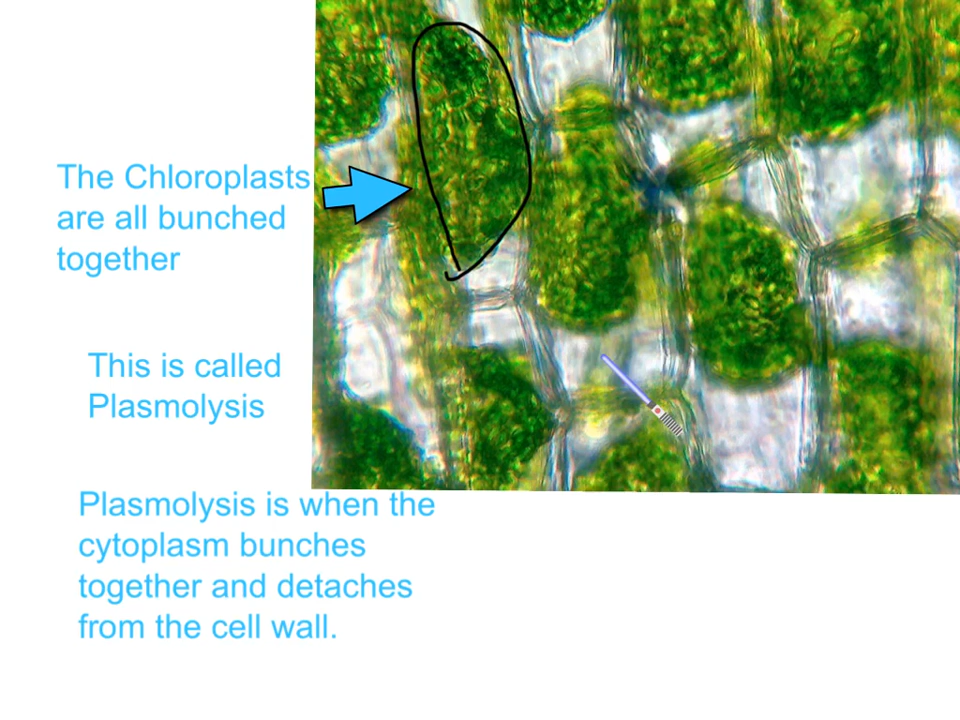 The Chloroplasts
are all bunched
together
This is called
Plasmolysis
Plasmolysis is when the
cytoplasm bunches
together and detaches
from the cell wall.